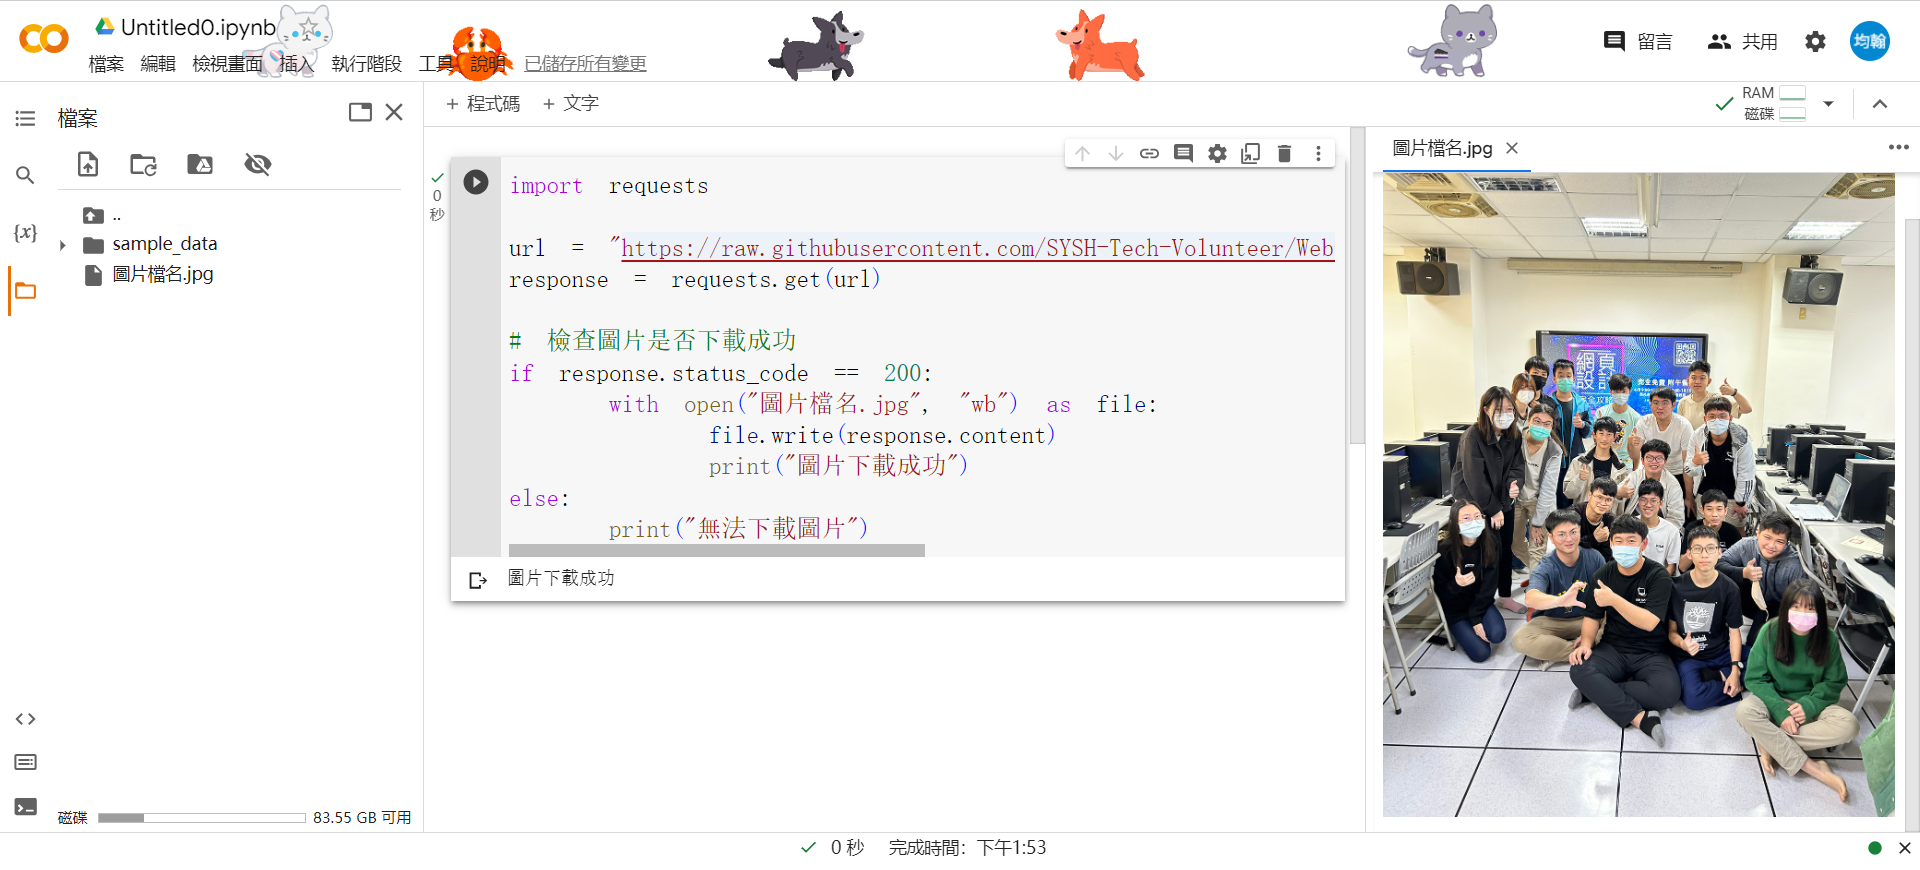 Untitled0.ipynb
檔案 編輯 檢視畫面 插入 執行階段 工具 說明 已儲存所有變更
留言 共用 均翰
檔案
+ 程式碼 + 文字
RAM
磁碟
..
sample_data
圖片檔名.jpg
磁碟 83.55 GB 可用
{x}
0
秒
import requests
url = "https://raw.githubusercontent.com/SYSH-Tech-Volunteer/Web
response = requests.get(url)
# 檢查圖片是否下載成功
if response.status_code == 200:
with open("圖片檔名.jpg", "wb") as file:
file.write(response.content)
print("圖片下載成功")
else:
print("無法下載圖片")
圖片下載成功
圖片檔名.jpg
網頁
設計
完全免費 附午餐
0 秒 完成時間: 下午1:53